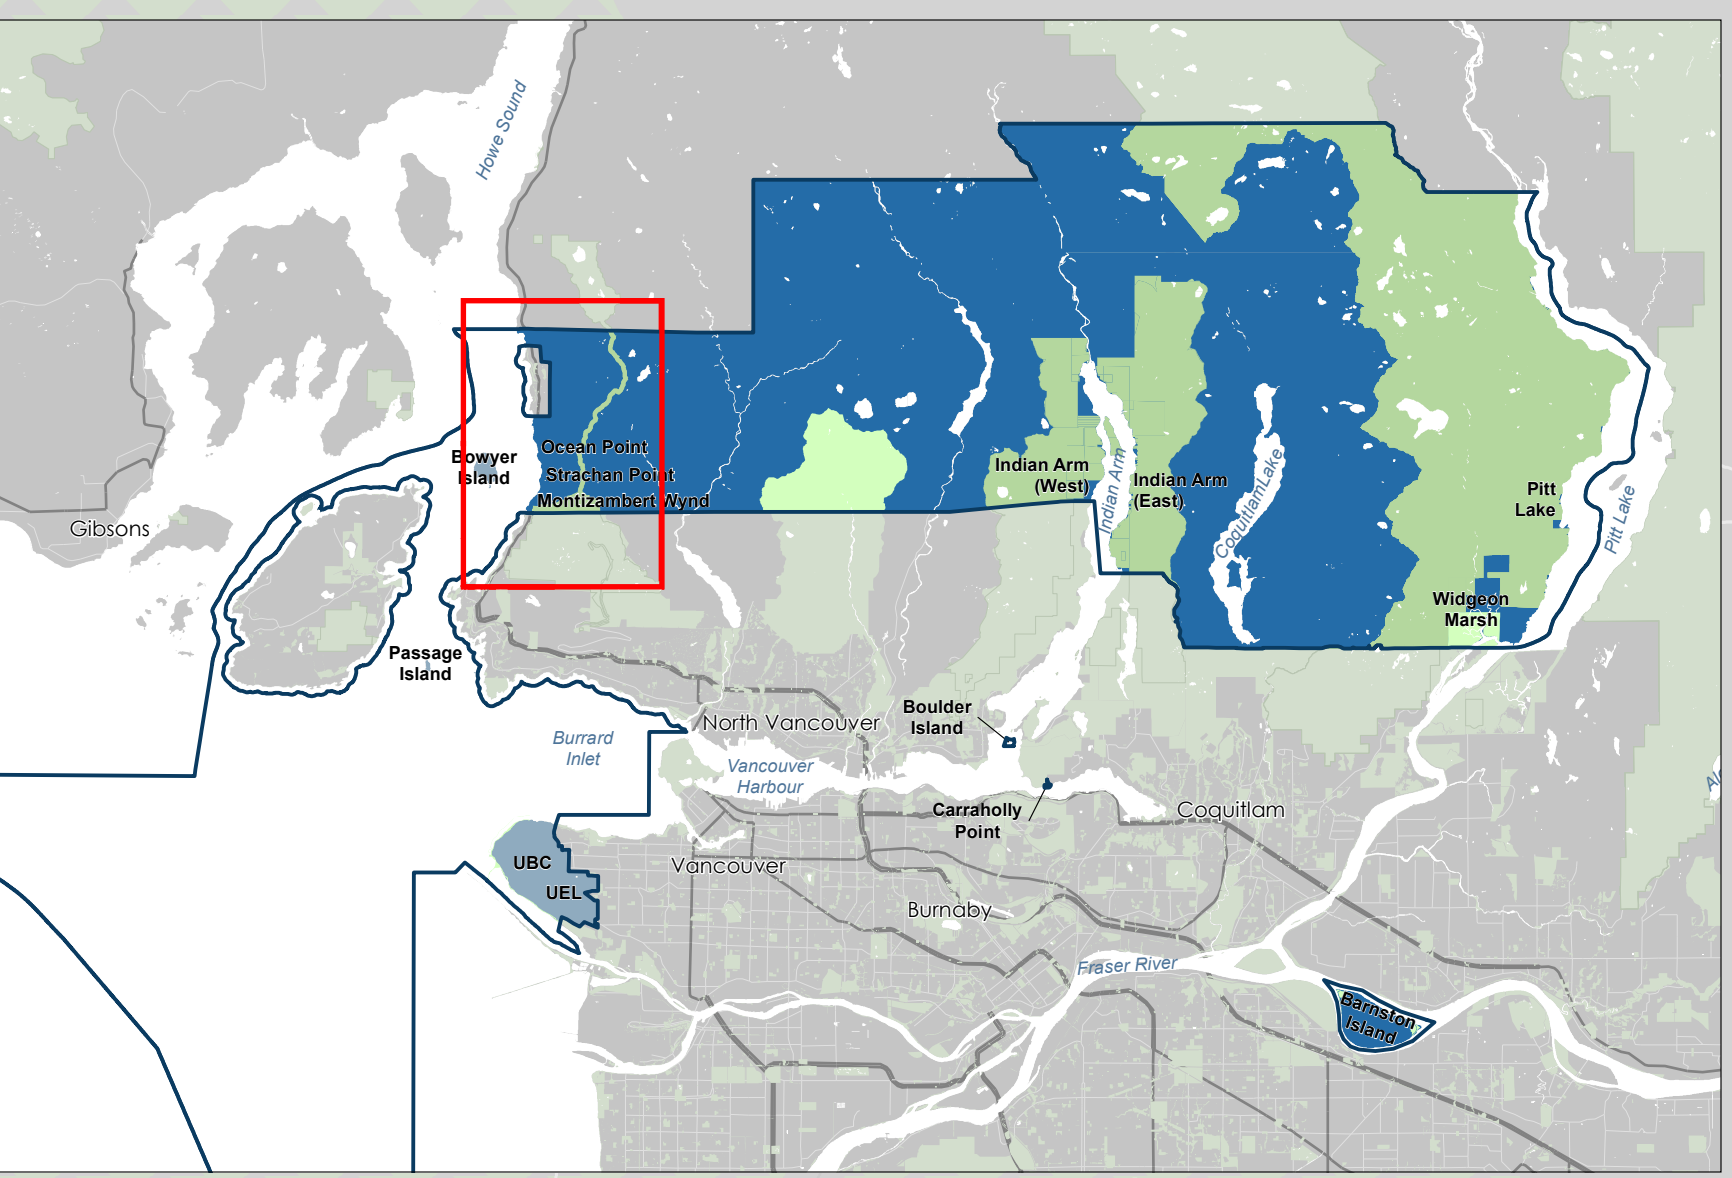 Howe Sound
Ocean Point
Bowyer
Island
Strachan Point
Montizambert Wynd
Indian Arm
(West)
Indian Arm
Indian Arm
(East)
CoquitlamLake
Pitt
Lake
Pitt Lake
Gibsons
Widgeon
Marsh
Passage
Island
Boulder
Island
North Vancouver
Burrard
Inlet
Vancouver
Harbour
Carraholly
Point
Coquitlam
UBC
UEL
Vancouver
Burnaby
Fraser River
Barnston
Island